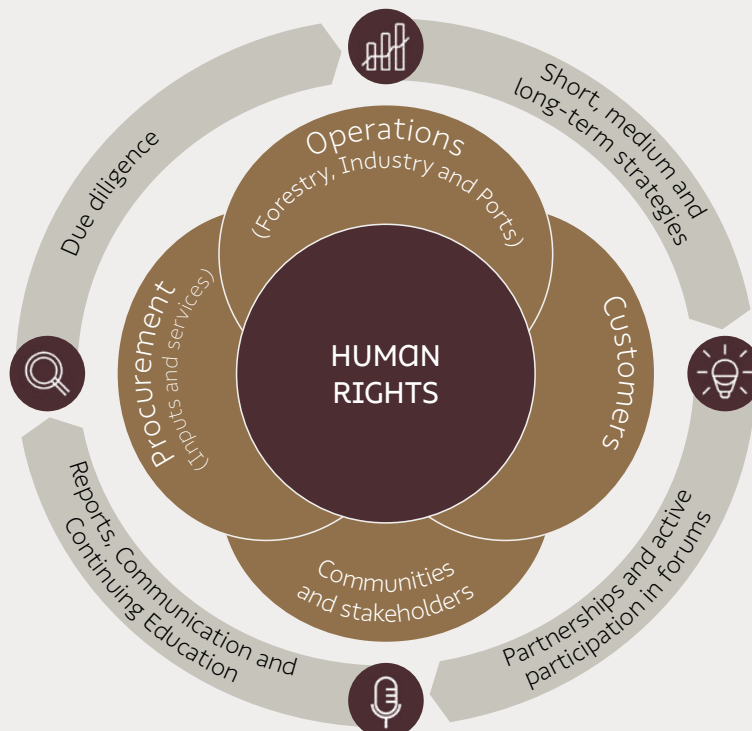 Short, medium and
long-term strategies
Due diligence
Operations
(Forestry, Industry and Ports)
Procurement
(Inputs and services)
HUMaN
RIGHTS
Customers
Communities
and stakeholders
Reports, Communication and
Continuing Education
Partnerships and active
participation in forums